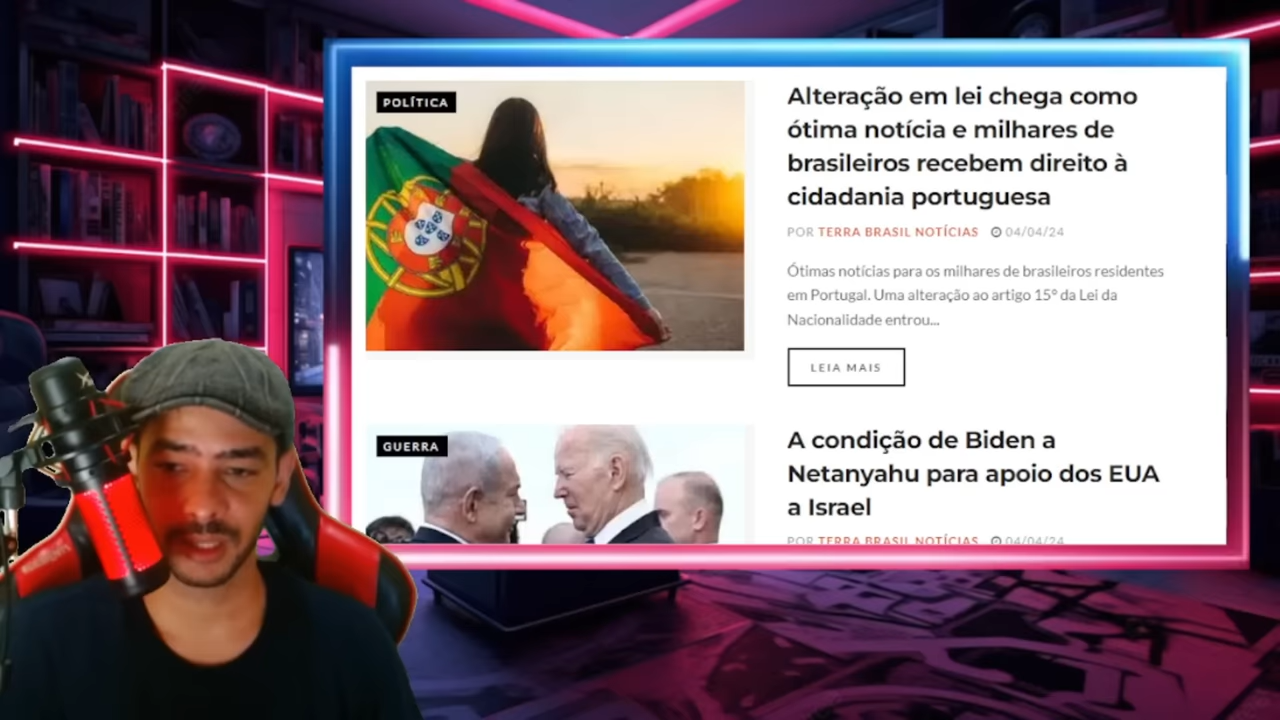 POLÍTICA
Alteração em lei chega como
ótima notícia e milhares de
brasileiros recebem direito à
cidadania portuguesa
POR TERRA BRASIL NOTÍCIAS 04/04/24
Ótimas notícias para os milhares de brasileiros residentes
em Portugal. Uma alteração ao artigo 15º da Lei da
Nacionalidade entrou...
LEIA MAIS
GUERRA
A condição de Biden a
Netanyahu para apoio dos EUA
a Israel
POR TERRA BRASIL NOTÍCIAS 04/04/24